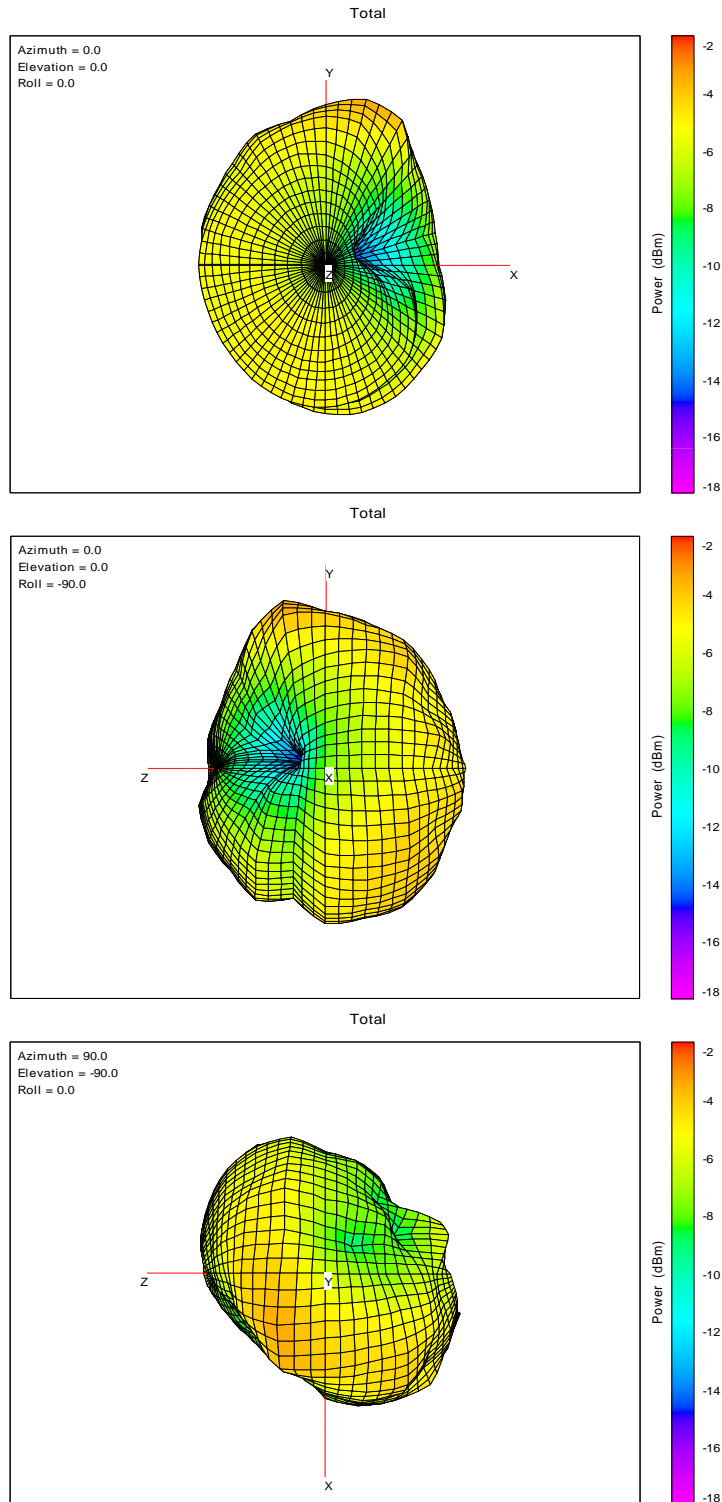 Total
Azimuth = 0.0
Elevation = 0.0
Roll = 0.0
Y
Z
X
Power (dBm)
-2
-4
-6
-8
-10
-12
-14
-16
-18
Total
Azimuth = 0.0
Elevation = 0.0
Roll = -90.0
Y
Z
X
Power (dBm)
-2
-4
-6
-8
-10
-12
-14
-16
-18
Total
Azimuth = 90.0
Elevation = -90.0
Roll = 0.0
Z
Y
X
Power (dBm)
-2
-4
-6
-8
-10
-12
-14
-16
-18